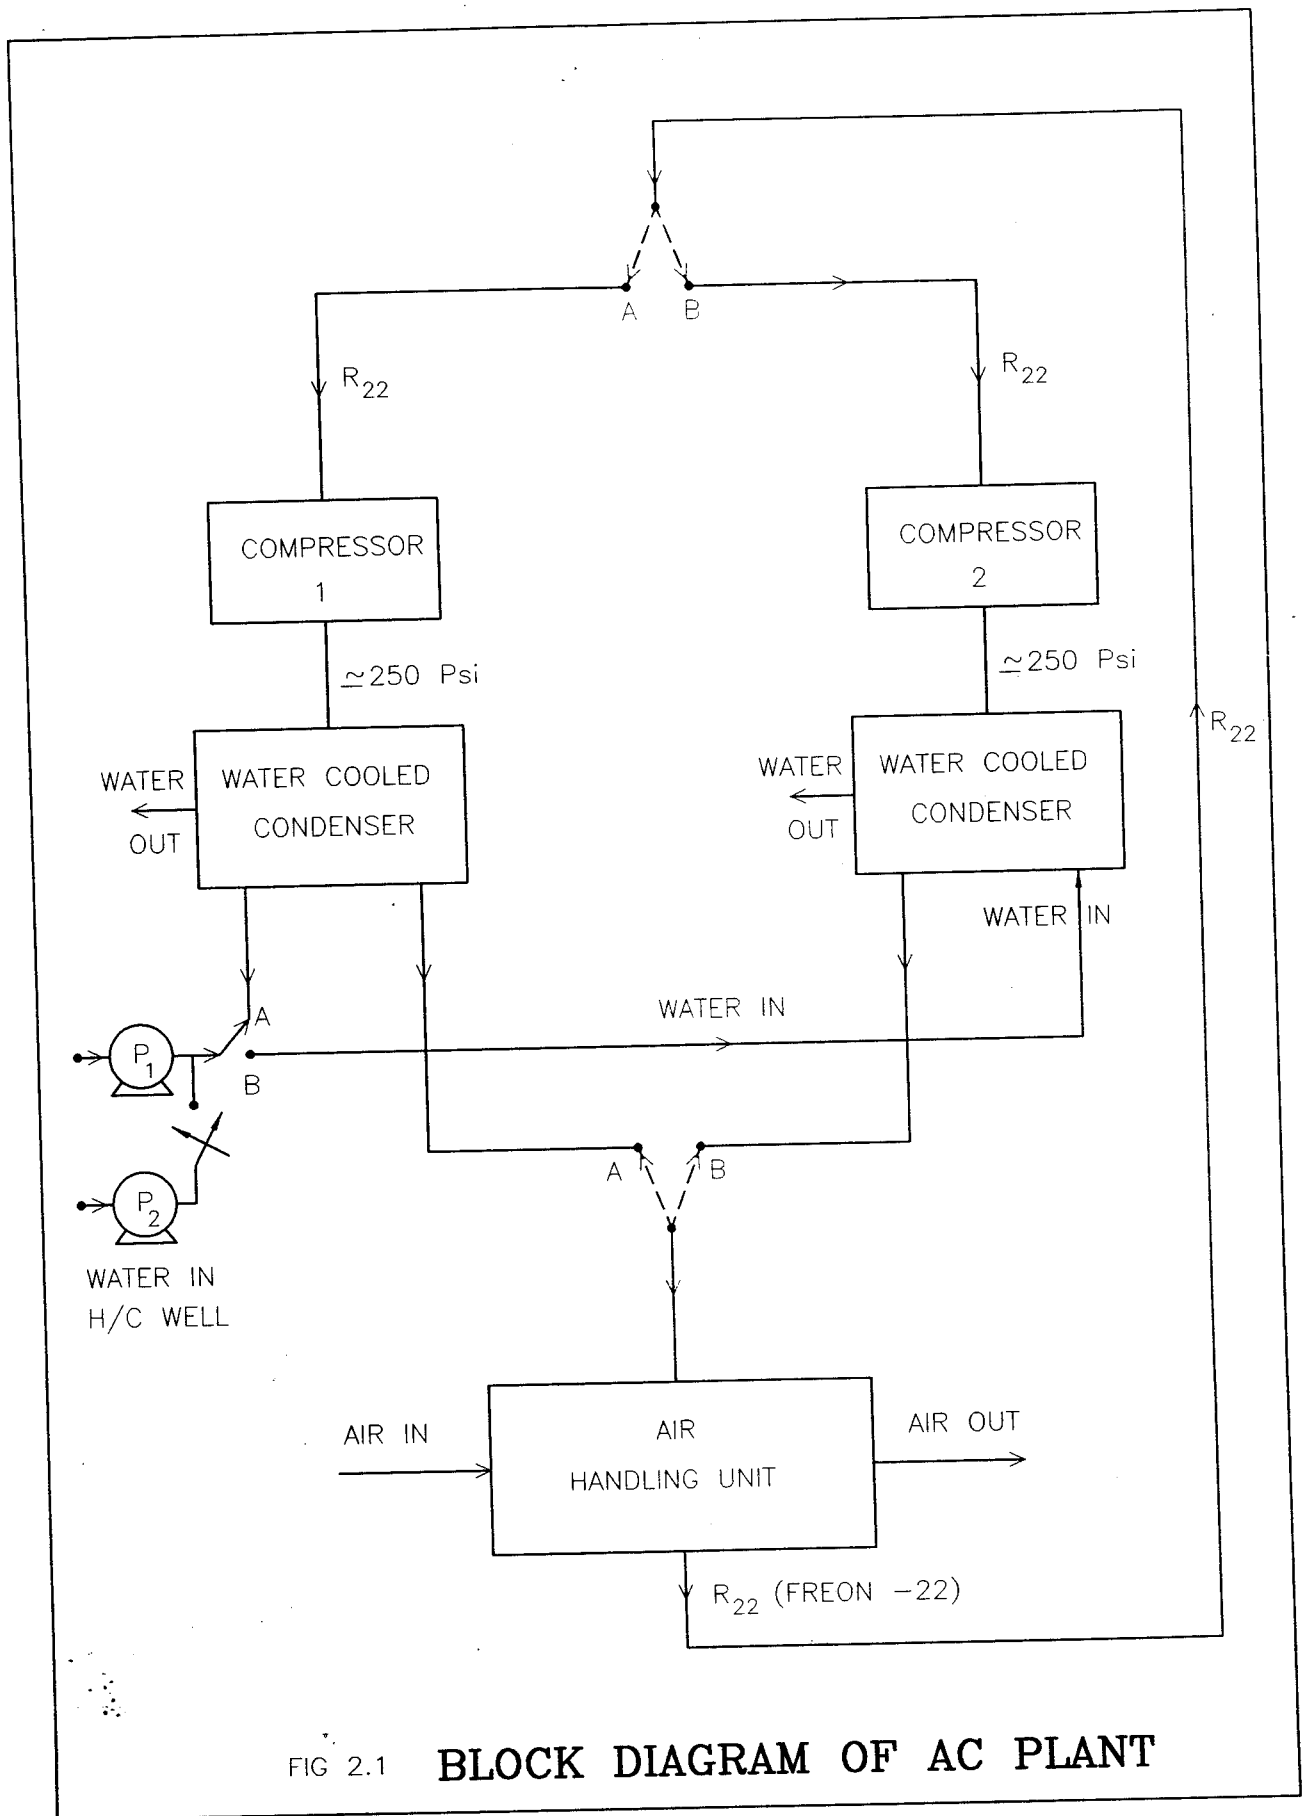 A B
R22
R22
COMPRESSOR
1
COMPRESSOR
2
≃250 Psi
≃250 Psi
WATER
OUT
WATER COOLED
CONDENSER
WATER
OUT
WATER COOLED
CONDENSER
R22
WATER IN
WATER IN
A
B
P1
P2
WATER IN
H/C WELL
A B
AIR IN
AIR
HANDLING UNIT
AIR OUT
R22 (FREON -22)
FIG 2.1 BLOCK DIAGRAM OF AC PLANT